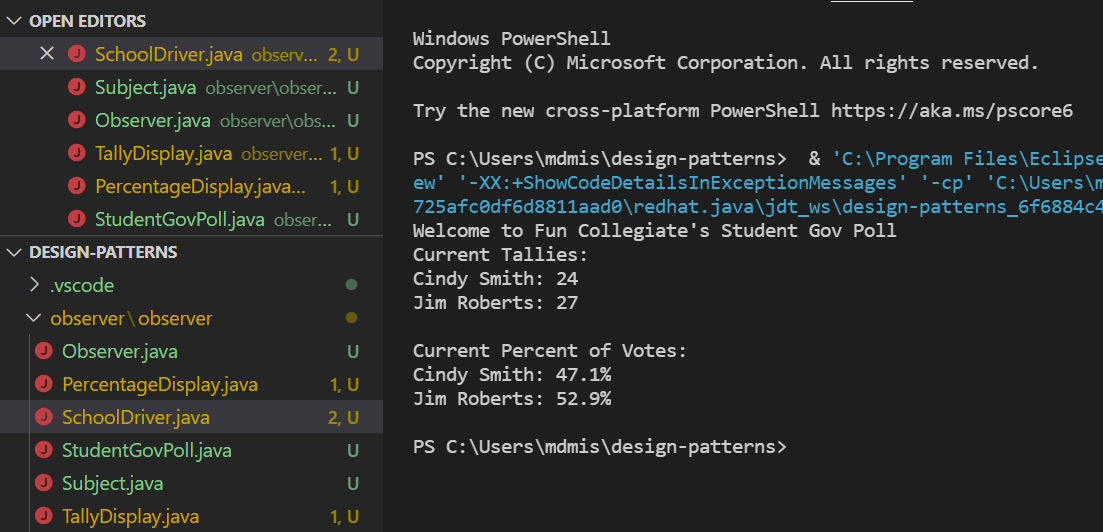 OPEN EDITORS
SchoolDriver.java observ... 2, U
Subject.java observer\obser... U
Observer.java observer\obs... U
TallyDisplay.java observer... 1, U
PercentageDisplay.java... 1, U
StudentGovPoll.java observ... U
DESIGN-PATTERNS
.vscode
observer\observer
Observer.java U
PercentageDisplay.java 1, U
SchoolDriver.java 2, U
StudentGovPoll.java U
Subject.java U
TallyDisplay.java 1, U
Windows PowerShell
Copyright (C) Microsoft Corporation. All rights reserved.
Try the new cross-platform PowerShell https://aka.ms/pscore6
PS C:\Users\mdmis\design-patterns>  & 'C:\Program Files\Eclipse
ew' '-XX:+ShowCodeDetailsInExceptionMessages' '-cp' 'C:\Users\m
725afc0df6d8811aad0\redhat.java\jdt_ws\design-patterns_6f6884c4
Welcome to Fun Collegiate's Student Gov Poll
Current Tallies:
Cindy Smith: 24
Jim Roberts: 27
Current Percent of Votes:
Cindy Smith: 47.1%
Jim Roberts: 52.9%
PS C:\Users\mdmis\design-patterns>